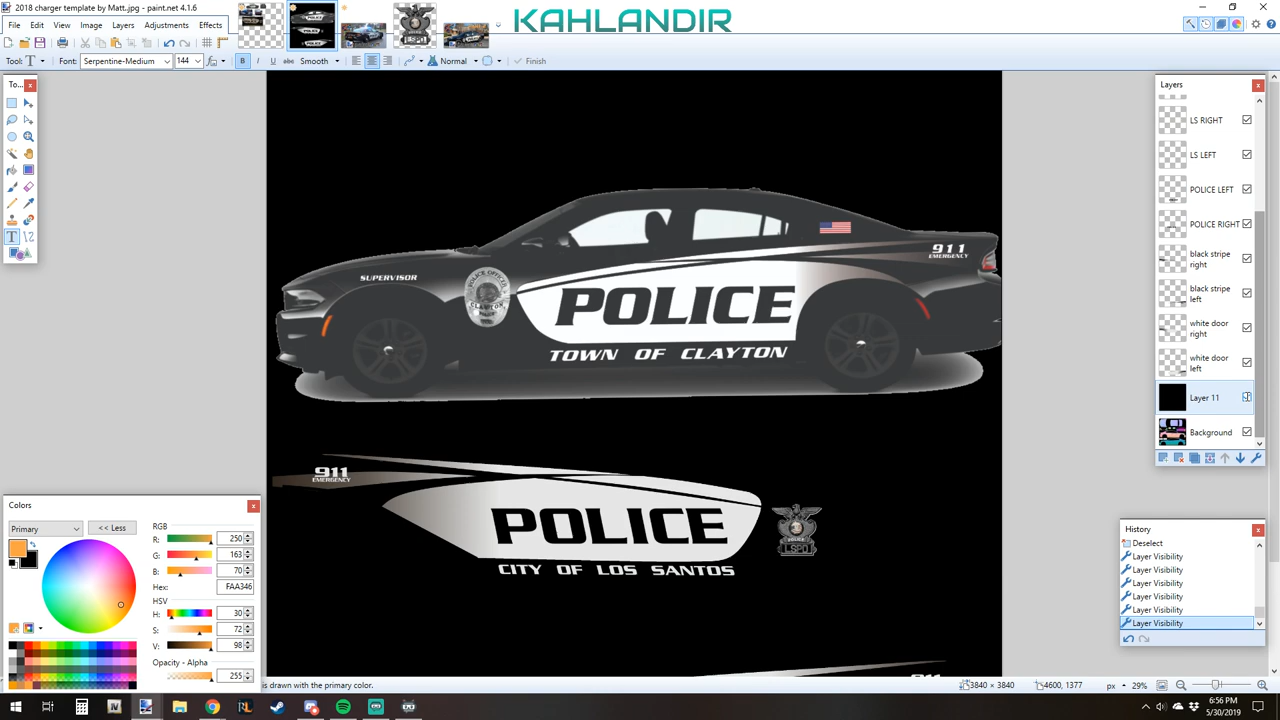 2018 charger template by Matt.jpg - paint.net 4.1.6
KAHLANDIR
File Edit View Image Layers Adjustments Effects
Tool: T Font: Serpentine-Medium 144 B I U abc Smooth Normal Finish
To...
Layers
LS RIGHT
LS LEFT
POLICE LEFT
POLICE RIGHT
black stripe right
black stripe left
white door right
white door left
Layer 11
Background
SUPERVISOR
POLICE OFFICER
CLAYTON
911
EMERGENCY
POLICE
TOWN OF CLAYTON
911
EMERGENCY
POLICE
CITY OF LOS SANTOS
POLICE
LSPD
Colors
Primary
<< Less
RGB
R: 250
G: 163
B: 70
Hex: FAA346
HSV
H: 30
S: 72
V: 98
Opacity - Alpha
255
History
Deselect
Layer Visibility
Layer Visibility
Layer Visibility
Layer Visibility
Layer Visibility
Layer Visibility
is drawn with the primary color.
3840 × 3840
4600, 1377
px
29%
6:56 PM
5/30/2019